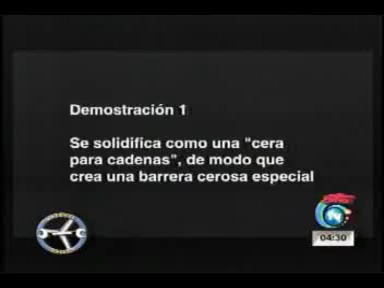 Demostración 1
Se solidifica como una "cera
para cadenas", de modo que
crea una barrera cerosa especial
04:30